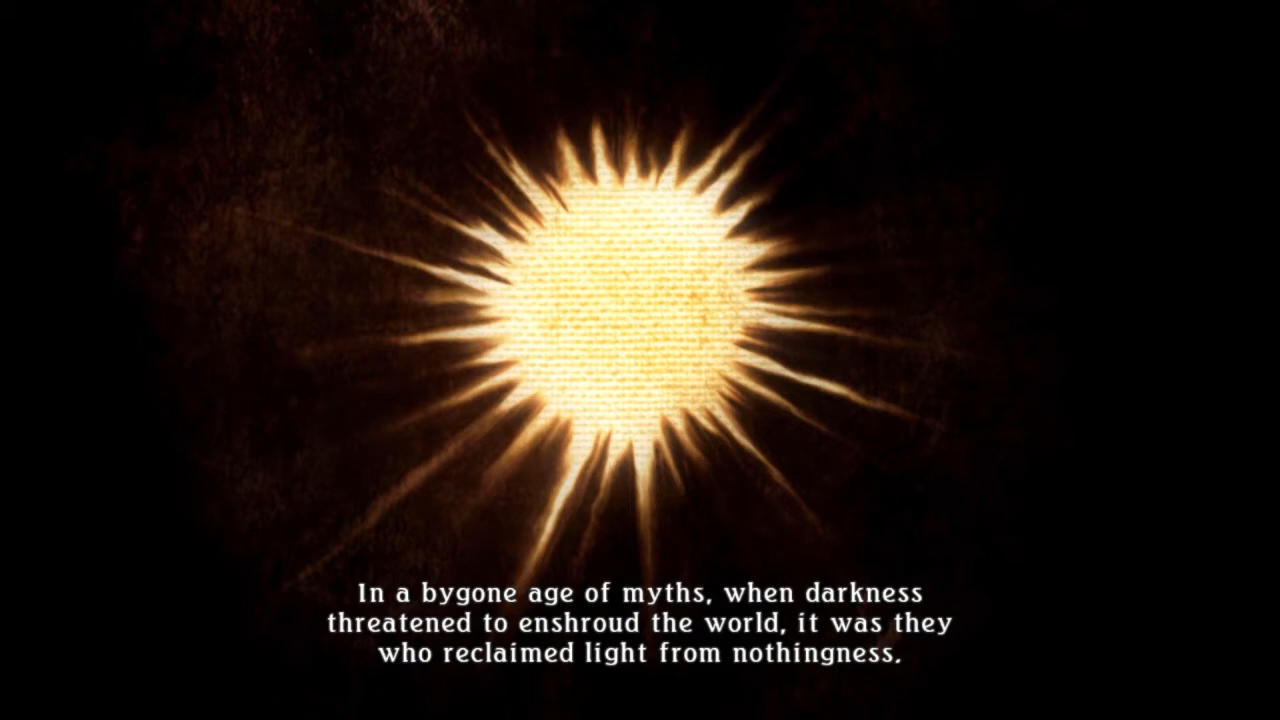 In a bygone age of myths, when darkness
threatened to enshroud the world, it was they
who reclaimed light from nothingness.